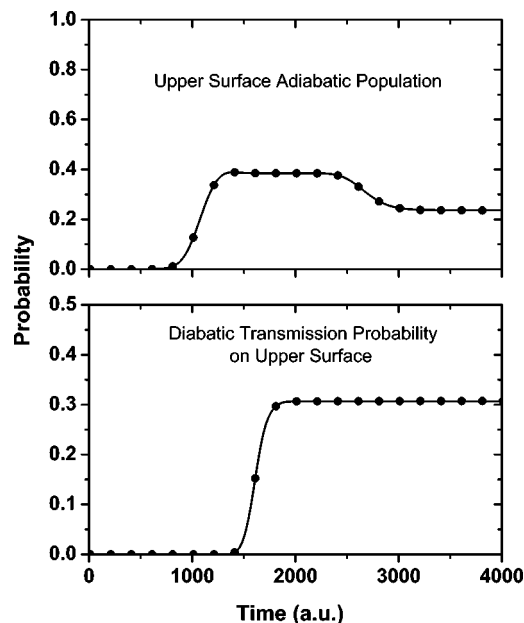 1.0
Upper Surface Adiabatic Population
0.8
0.6
0.4
0.2
0.0
Probability
0.5
Diabatic Transmission Probability
on Upper Surface
0.4
0.3
0.2
0.1
0.0
0 1000 2000 3000 4000
Time (a.u.)